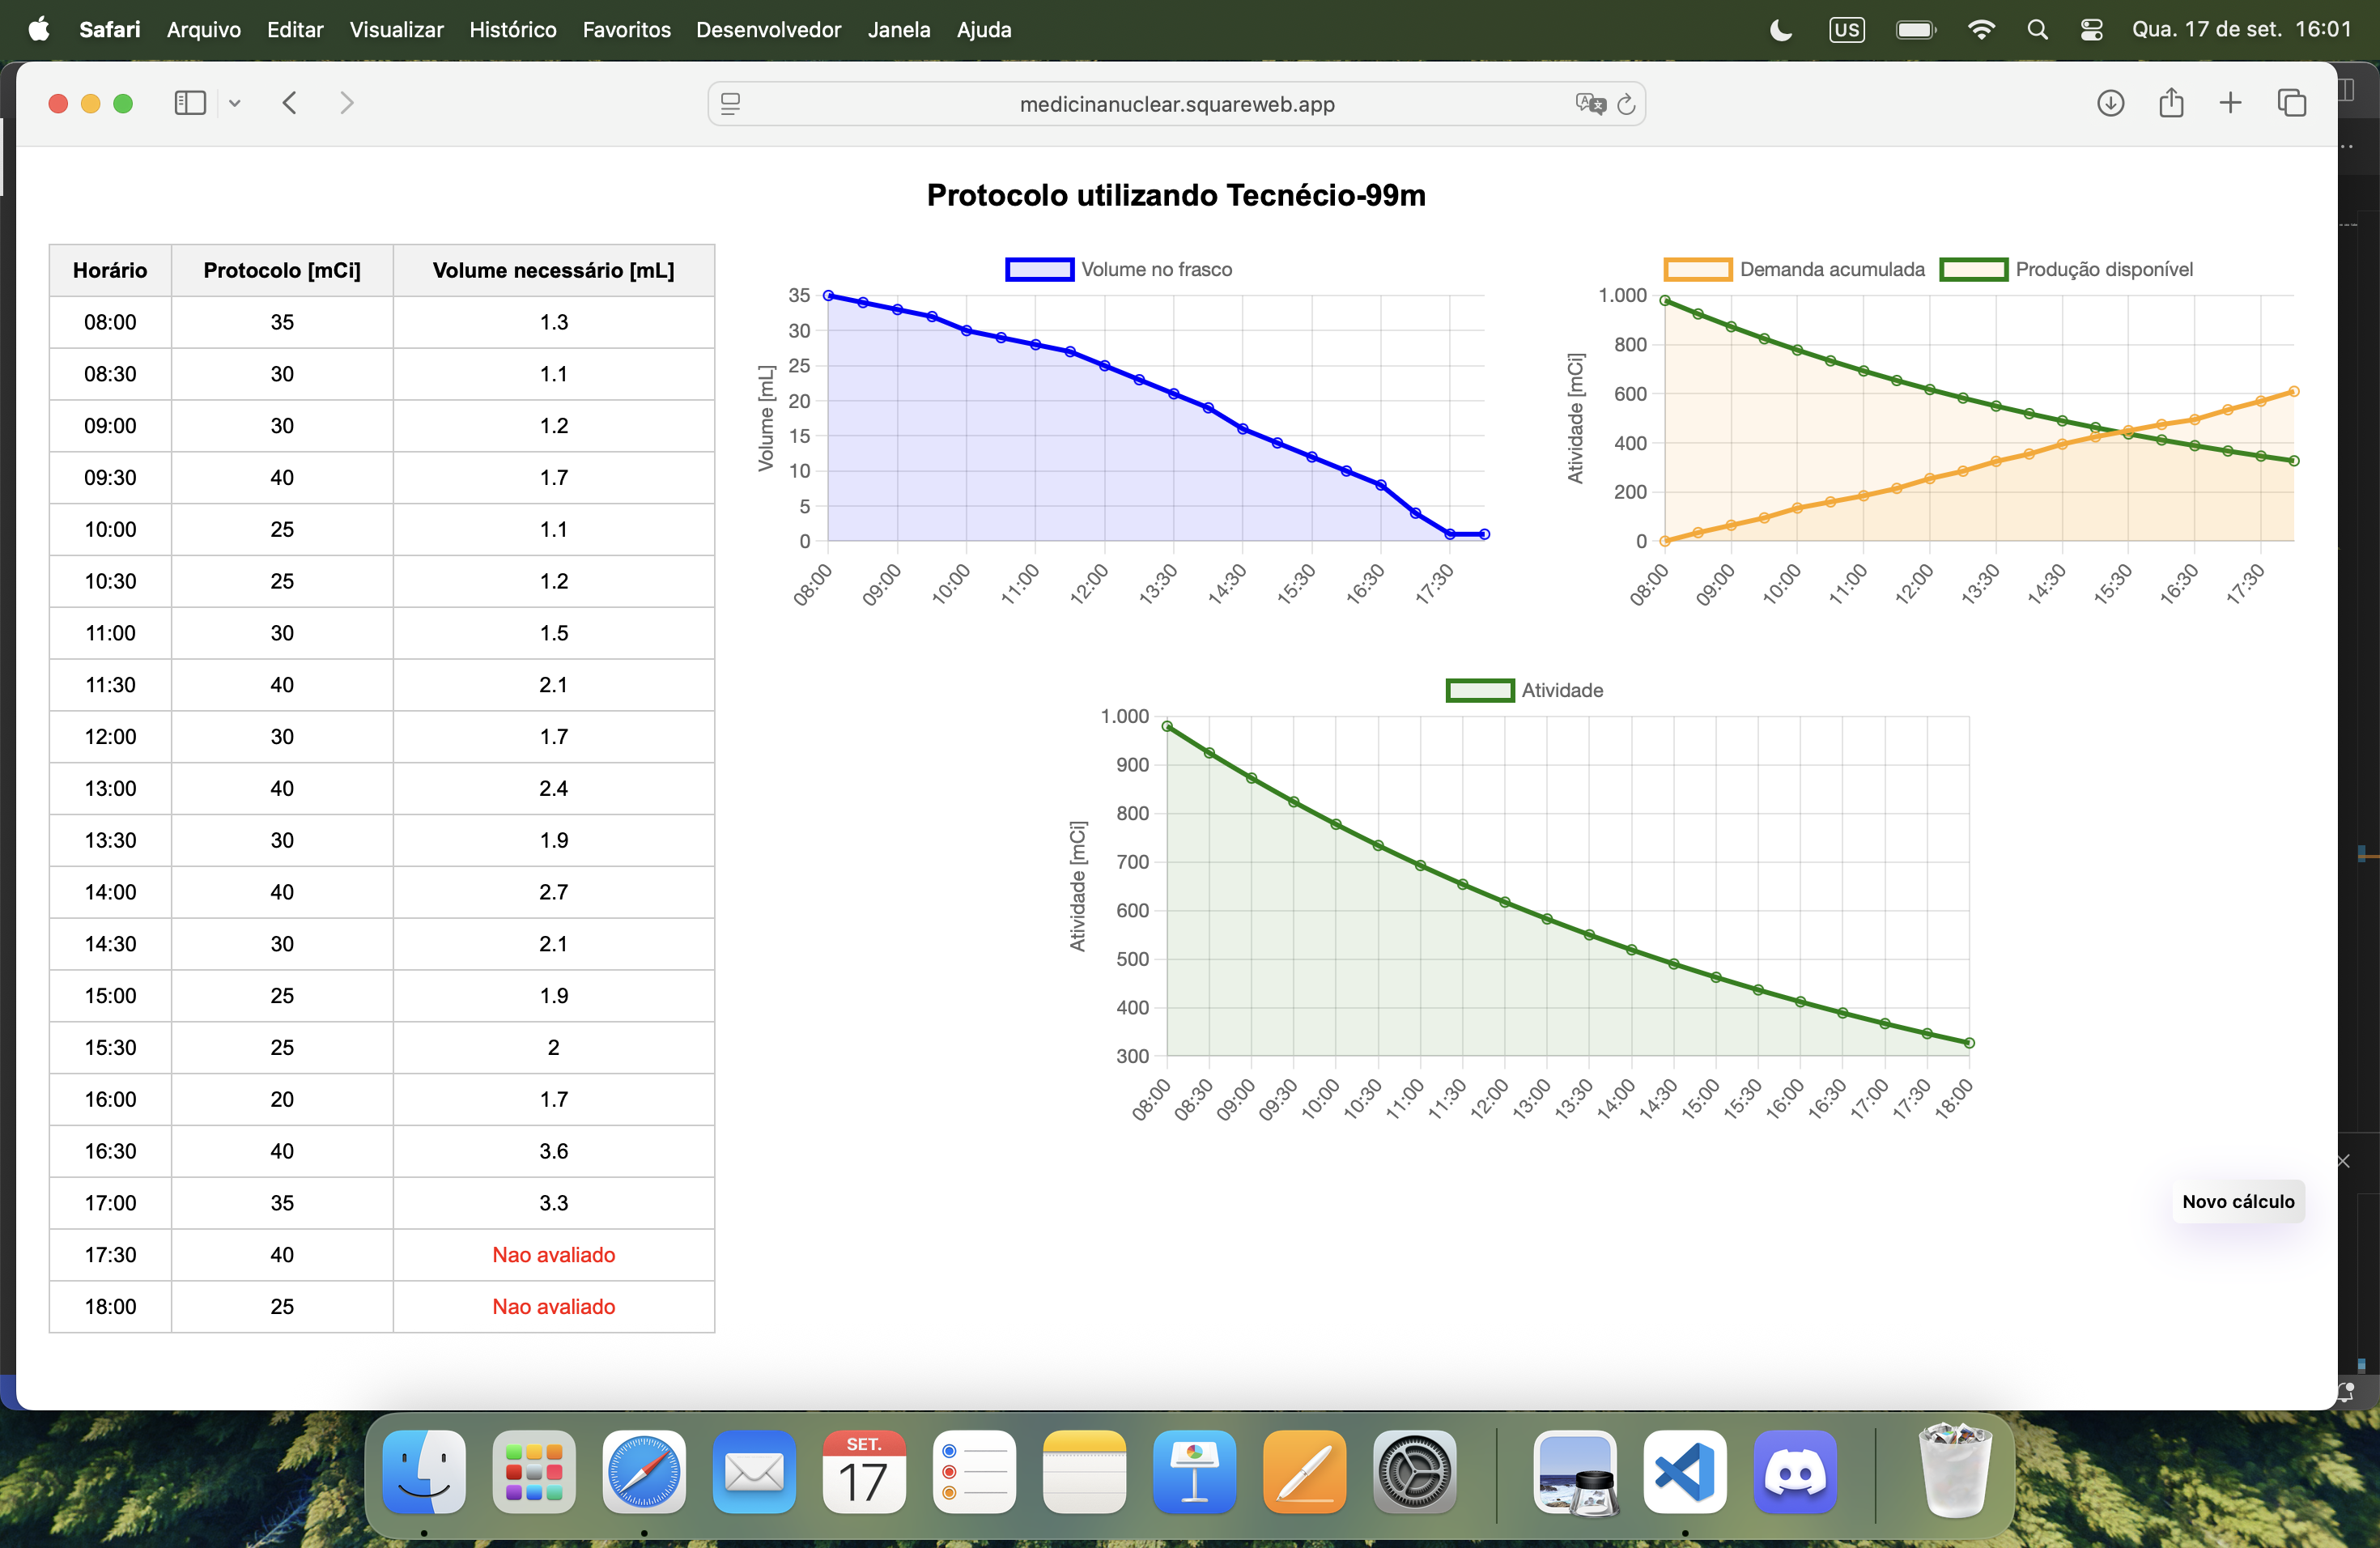 Safari Arquivo Editar Visualizar Histórico Favoritos Desenvolvedor Janela Ajuda US Qua. 17 de set. 16:01
medicinanuclear.squareweb.app
Protocolo utilizando Tecnécio-99m
Horário Protocolo [mCi] Volume necessário [mL]
08:00 35 1.3
08:30 30 1.1
09:00 30 1.2
09:30 40 1.7
10:00 25 1.1
10:30 25 1.2
11:00 30 1.5
11:30 40 2.1
12:00 30 1.7
13:00 40 2.4
13:30 30 1.9
14:00 40 2.7
14:30 30 2.1
15:00 25 1.9
15:30 25 2
16:00 20 1.7
16:30 40 3.6
17:00 35 3.3
17:30 40 Nao avaliado
18:00 25 Nao avaliado
Volume no frasco
Volume [mL]
35
30
25
20
15
10
5
0
08:00 09:00 10:00 11:00 12:00 13:30 14:30 15:30 16:30 17:30
Demanda acumulada Produção disponível
Atividade [mCi]
1.000
800
600
400
200
0
08:00 09:00 10:00 11:00 12:00 13:30 14:30 15:30 16:30 17:30
Atividade
Atividade [mCi]
1.000
900
800
700
600
500
400
300
08:00 08:30 09:00 09:30 10:00 10:30 11:00 11:30 12:00 13:00 13:30 14:00 14:30 15:00 15:30 16:00 16:30 17:00 17:30 18:00
Novo cálculo
SET.
17